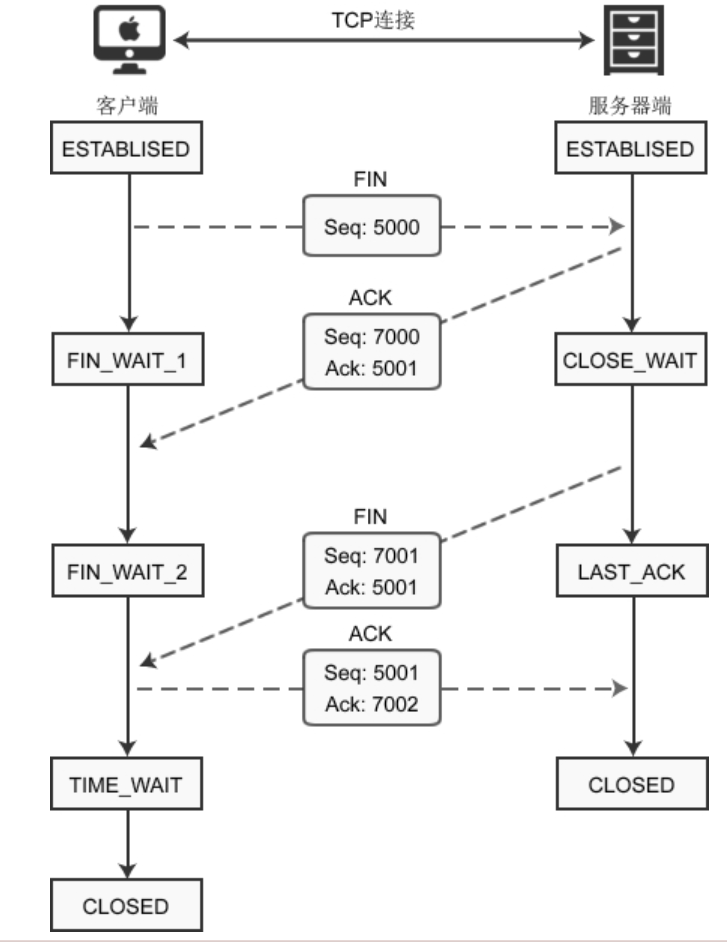 TCP连接
客户端
服务器端
ESTABLISED
ESTABLISED
FIN
Seq: 5000
ACK
Seq: 7000
Ack: 5001
FIN_WAIT_1
CLOSE_WAIT
FIN
Seq: 7001
Ack: 5001
FIN_WAIT_2
LAST_ACK
ACK
Seq: 5001
Ack: 7002
TIME_WAIT
CLOSED
CLOSED